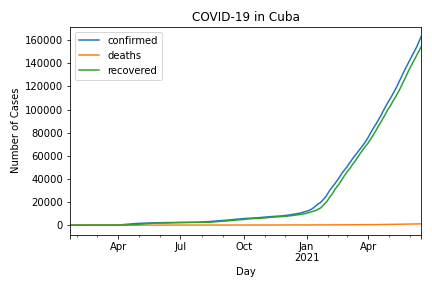 COVID-19 in Cuba
confirmed
deaths
recovered
160000
140000
120000
100000
80000
60000
40000
20000
0
Number of Cases
Apr Jul Oct Jan Apr
2021
Day